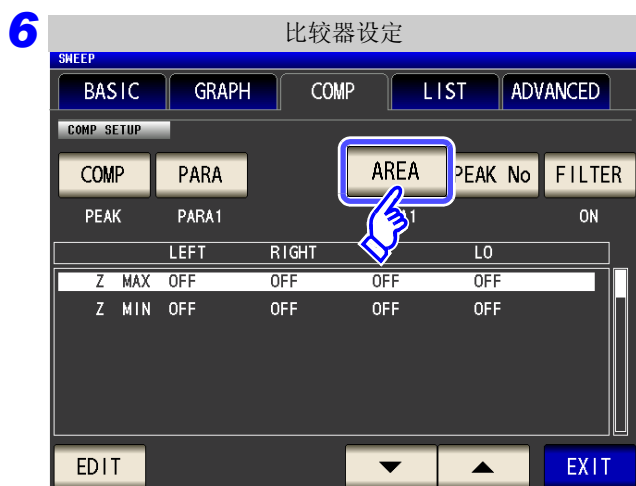 6
比较器设定
SWEEP
BASIC GRAPH COMP LIST ADVANCED
COMP SETUP
COMP PARA AREA PEAK No FILTER
PEAK PARA1 ON
LEFT RIGHT LO
Z MAX OFF OFF OFF OFF
Z MIN OFF OFF OFF OFF
EDIT EXIT